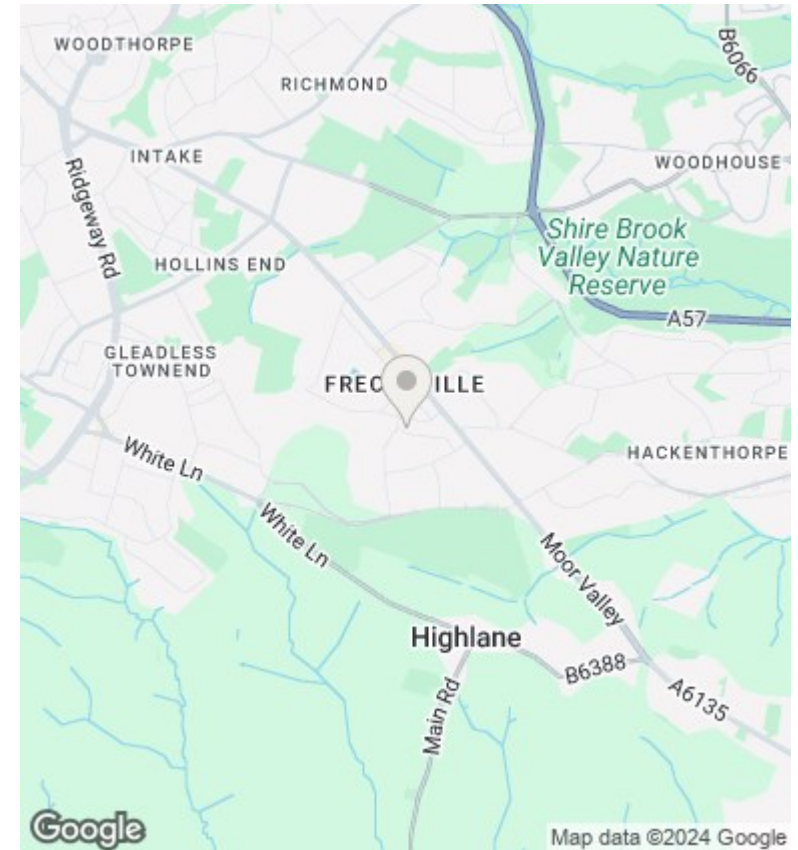 WOODTHORPE
B6066
RICHMOND
INTAKE
WOODHOUSE
Ridgeway Rd
Shire Brook
Valley Nature
Reserve
HOLLINS END
A57
GLEADLESS
TOWNEND
FREC ILLE
White Ln
HACKENTHORPE
White Ln
Moor Valley
Highlane
B6388
A6135
Main Rd
Google
Map data ©2024 Google